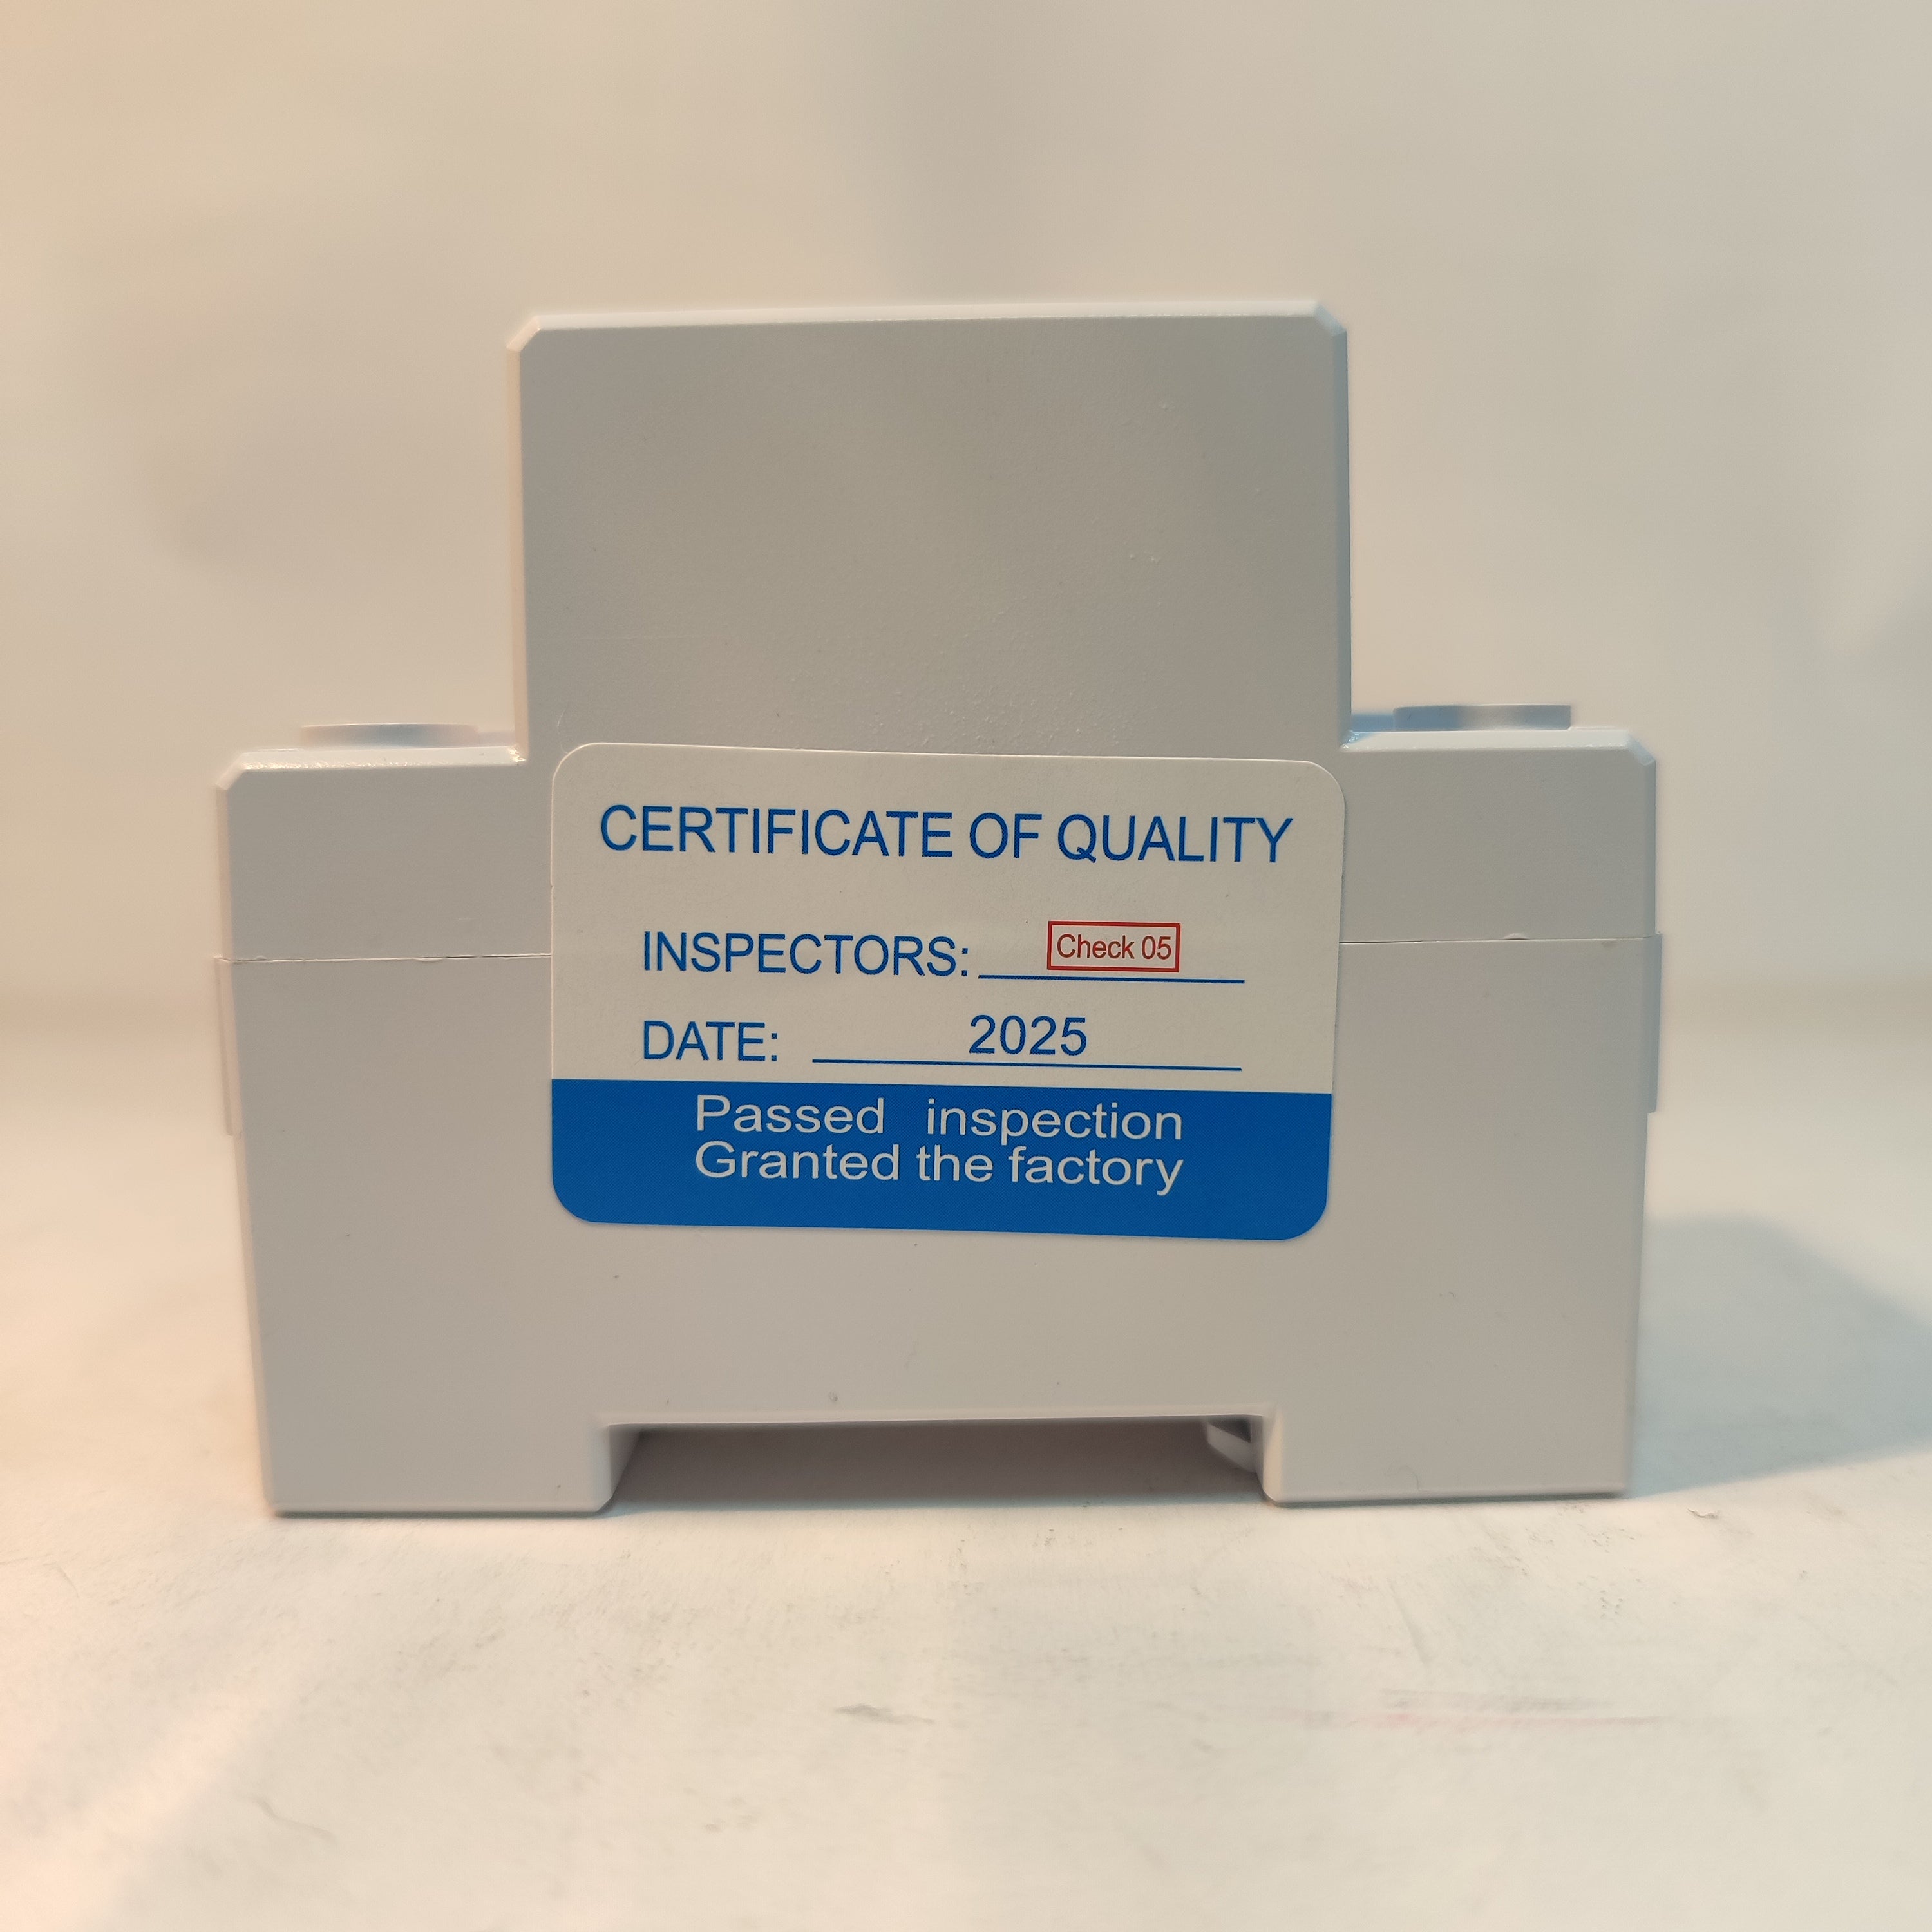 CERTIFICATE OF QUALITY
INSPECTORS: Check 05
DATE: 2025
Passed inspection
Granted the factory